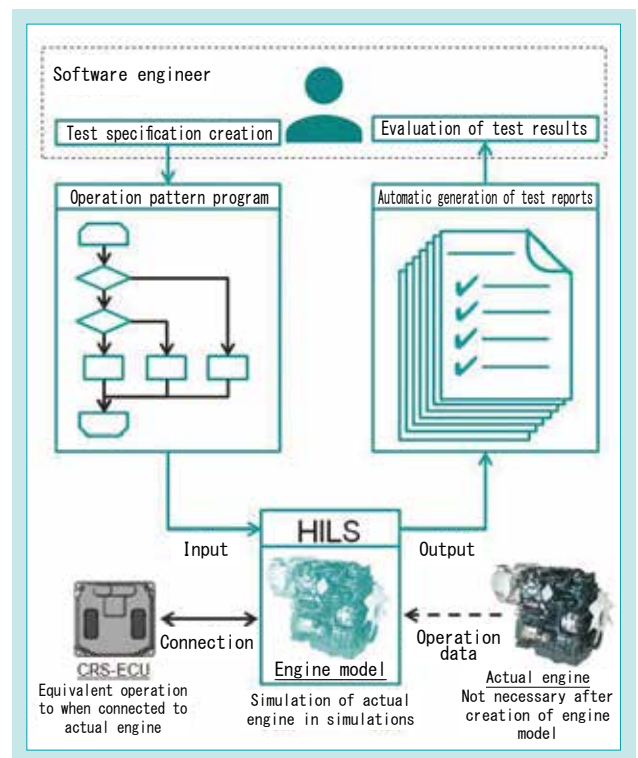 Software engineer
Test specification creation
Evaluation of test results
Operation pattern program
Automatic generation of test reports
HILS
Input
Output
CRS-ECU
Connection
Engine model
Operation
data
Equivalent operation
to when connected to
actual engine
Simulation of actual
engine in simulations
Actual engine
Not necessary after
creation of engine
model